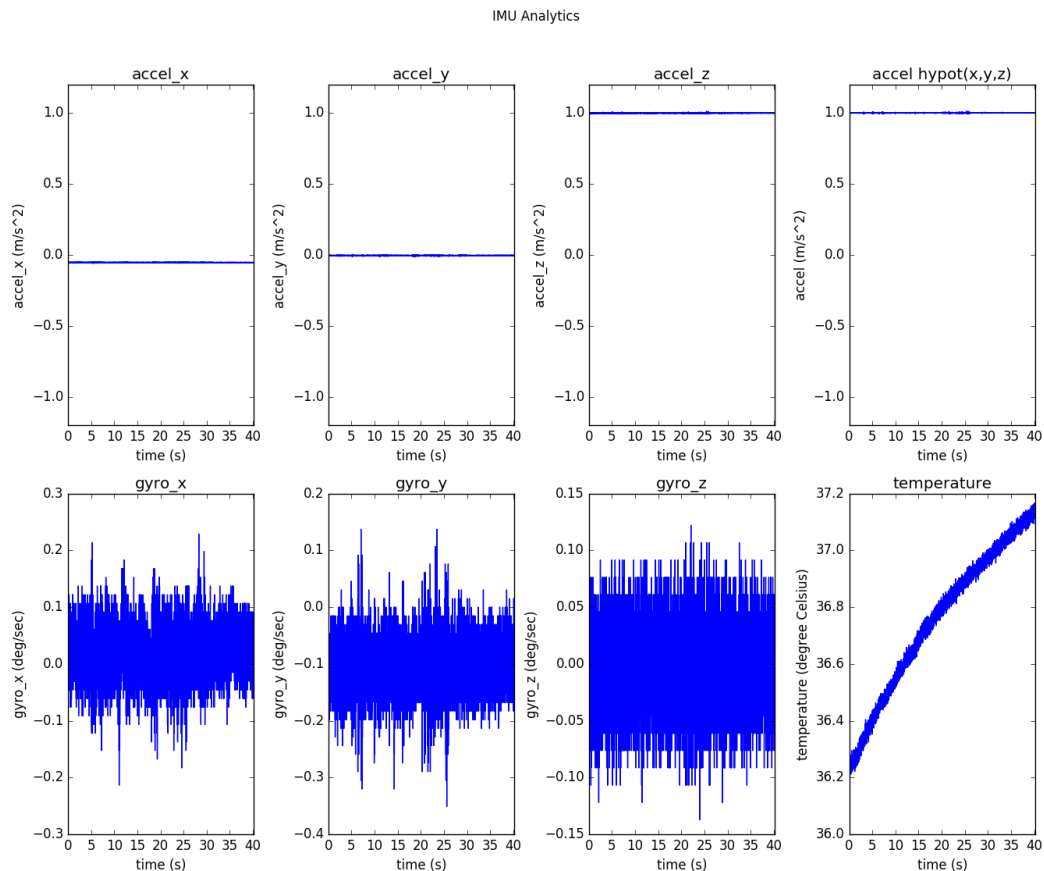 IMU Analytics
accel_x
accel_y
accel_z
accel hypot(x,y,z)
1.0
0.5
0.0
−0.5
−1.0
accel_x (m/s^2)
0 5 10 15 20 25 30 35 40
time (s)
1.0
0.5
0.0
−0.5
−1.0
accel_y (m/s^2)
0 5 10 15 20 25 30 35 40
time (s)
1.0
0.5
0.0
−0.5
−1.0
accel_z (m/s^2)
0 5 10 15 20 25 30 35 40
time (s)
1.0
0.5
0.0
−0.5
−1.0
accel (m/s^2)
0 5 10 15 20 25 30 35 40
time (s)
gyro_x
0.3
0.2
0.1
0.0
−0.1
−0.2
−0.3
gyro_x (deg/sec)
0 5 10 15 20 25 30 35 40
time (s)
gyro_y
0.2
0.1
0.0
−0.1
−0.2
−0.3
−0.4
gyro_y (deg/sec)
0 5 10 15 20 25 30 35 40
time (s)
gyro_z
0.15
0.10
0.05
0.00
−0.05
−0.10
−0.15
gyro_z (deg/sec)
0 5 10 15 20 25 30 35 40
time (s)
temperature
37.2
37.0
36.8
36.6
36.4
36.2
36.0
temperature (degree Celsius)
0 5 10 15 20 25 30 35 40
time (s)